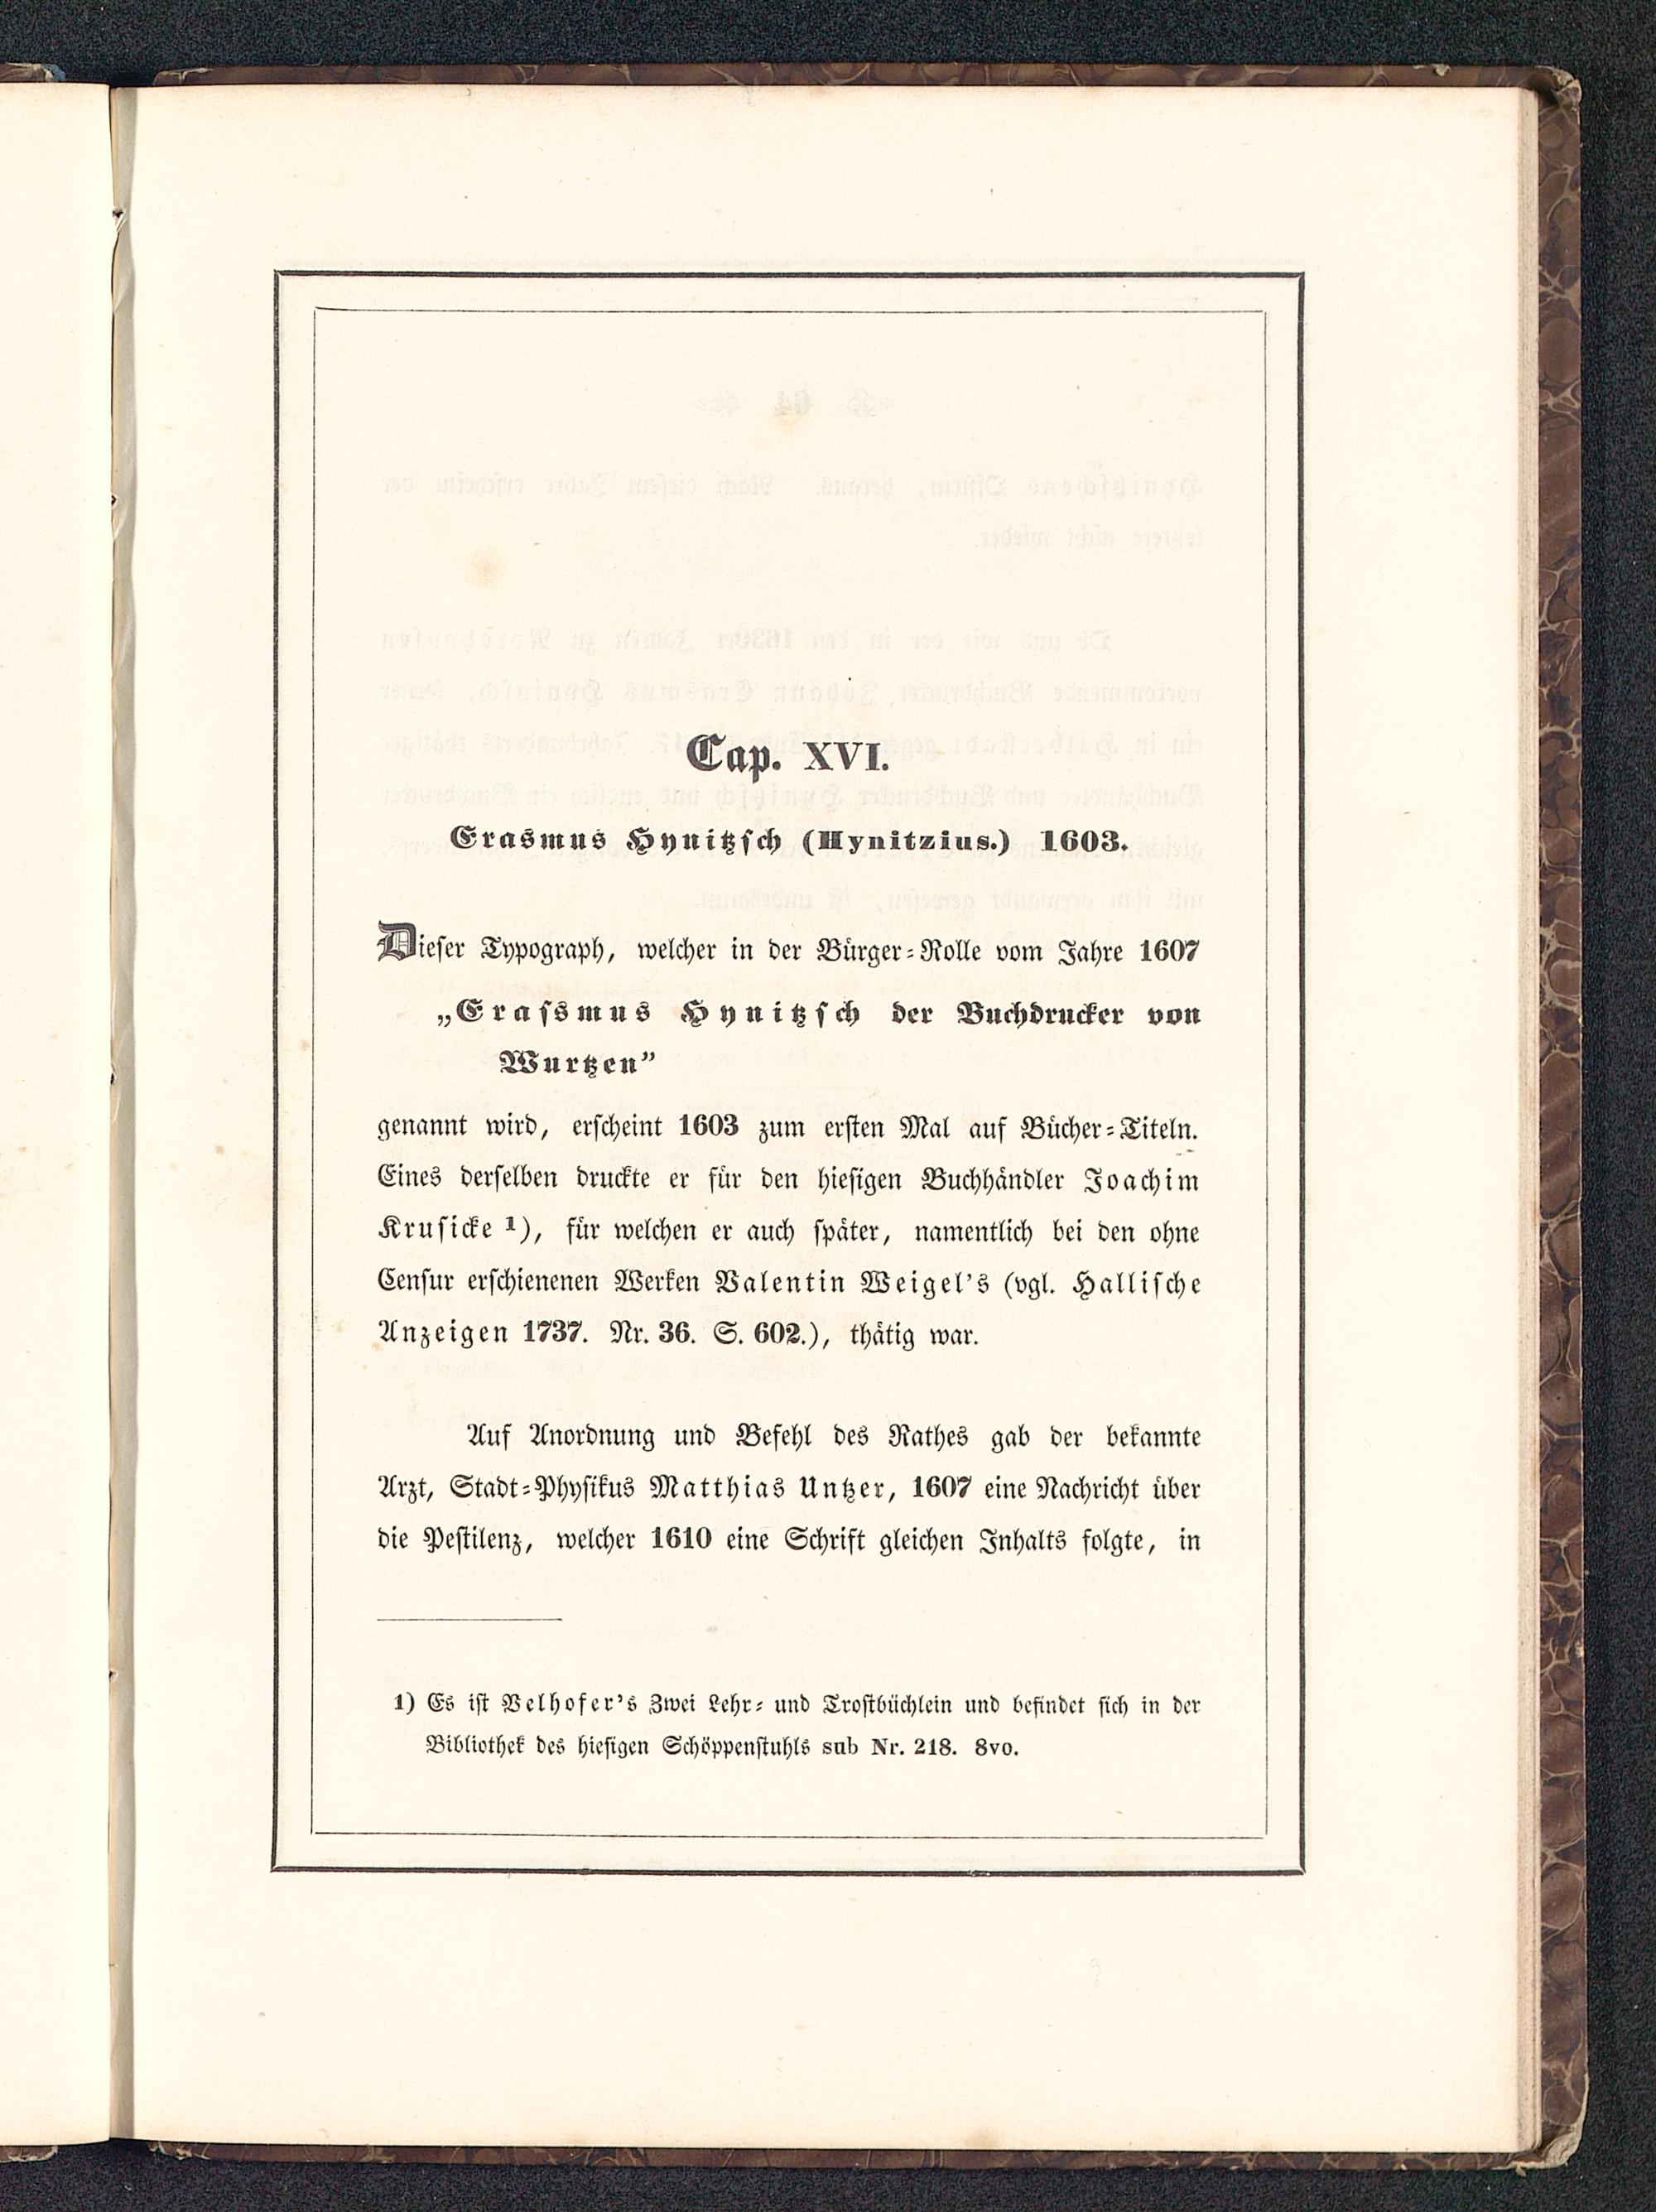 Cap. XVI.
Erasmus Hynitzsch (Hynitzius.) 1603.
Dieser Typograph, welcher in der Bürger-Rolle vom Jahre 1607
„Erasſmus Hynitzsch der Buchdrucker von
Wurtzen”
genannt wird, erscheint 1603 zum ersten Mal auf Bücher-Titeln.
Eines derselben druckte er für den hiesigen Buchhändler Joachim
Krusicke 1), für welchen er auch später, namentlich bei den ohne
Censur erschienenen Werken Valentin Weigel's (vgl. Hallische
Anzeigen 1737. Nr. 36. S. 602.), thätig war.
Auf Anordnung und Befehl des Rathes gab der bekannte
Arzt, Stadt-Physikus Matthias Untzer, 1607 eine Nachricht über
die Pestilenz, welcher 1610 eine Schrift gleichen Inhalts folgte, in
1) Es ist Velhofer's Zwei Lehr- und Trostbüchlein und befindet sich in der
Bibliothek des hiesigen Schöppenstuhls sub Nr. 218. 8vo.